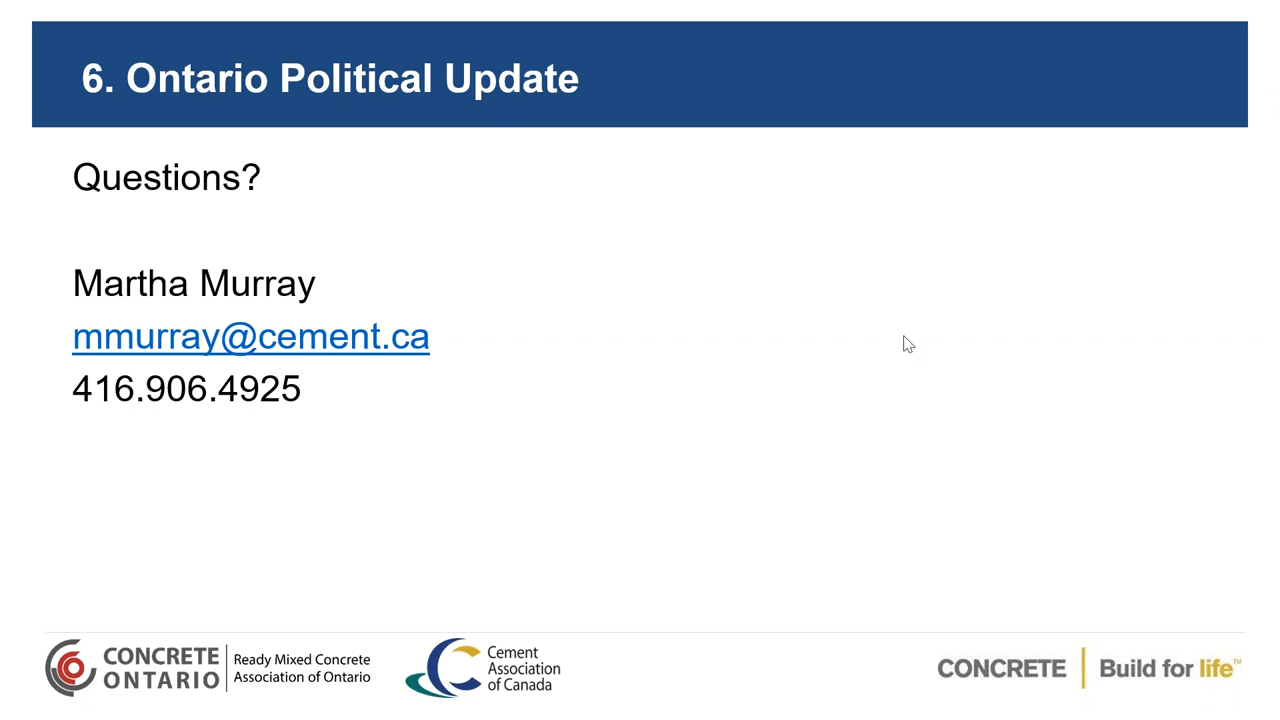 6. Ontario Political Update
Questions?
Martha Murray
mmurray@cement.ca
416.906.4925
CONCRETE
ONTARIO
Ready Mixed Concrete
Association of Ontario
Cement
Association
of Canada
CONCRETE
Build for life™